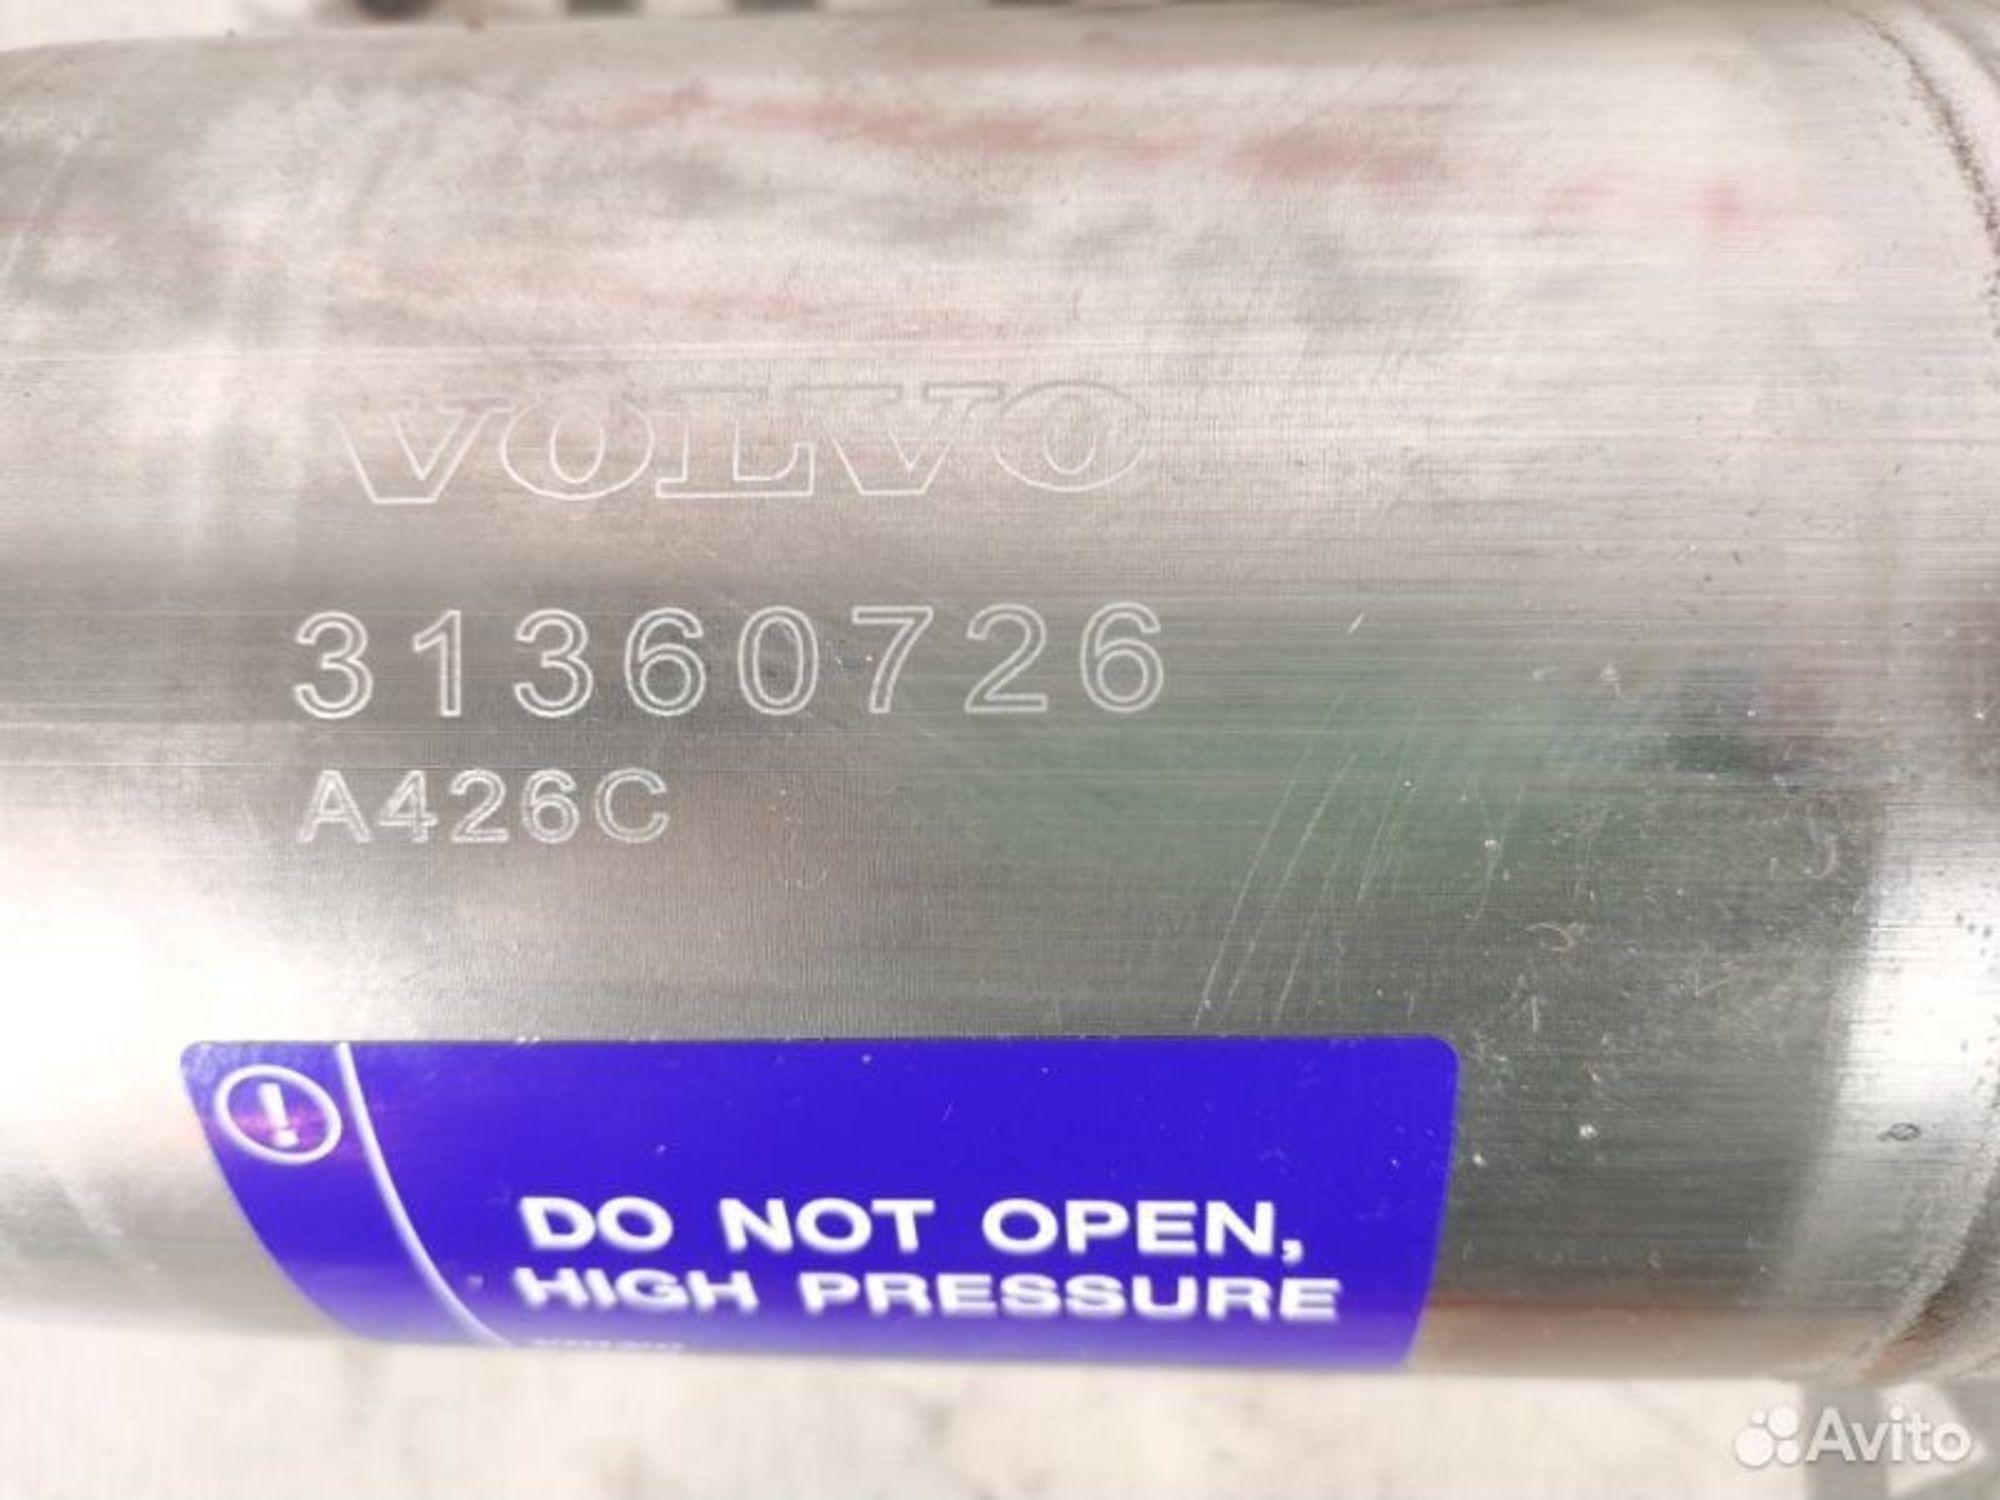 VOLVO
31360726
A426C
DO NOT OPEN,
HIGH PRESSURE
Avito